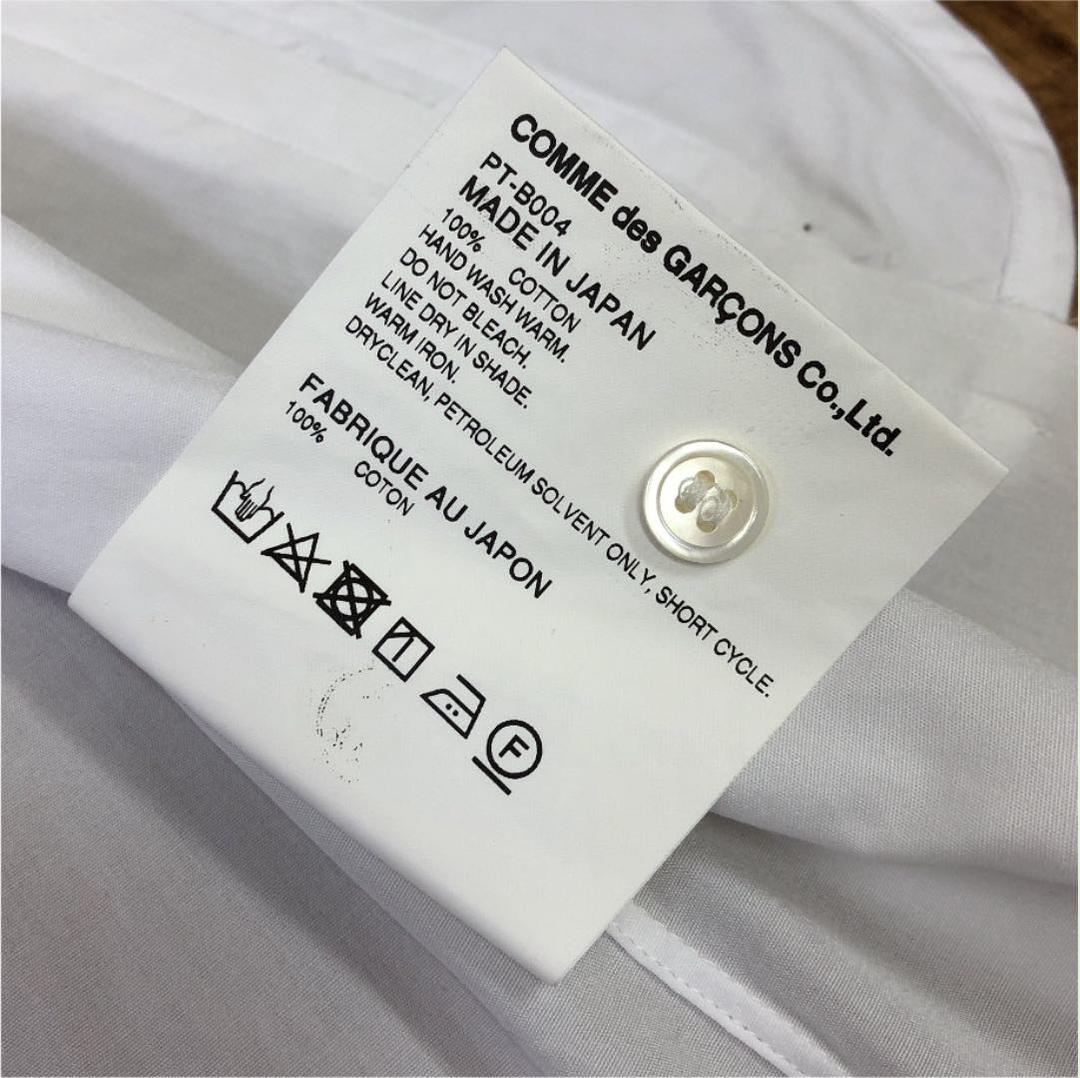 COMME des GARÇONS Co.,Ltd.
PT-B004
MADE IN JAPAN
100% COTTON
HAND WASH WARM.
DO NOT BLEACH.
LINE DRY IN SHADE.
WARM IRON.
DRYCLEAN, PETROLEUM SOLVENT ONLY, SHORT CYCLE.
FABRIQUE AU JAPON
100% COTON
F